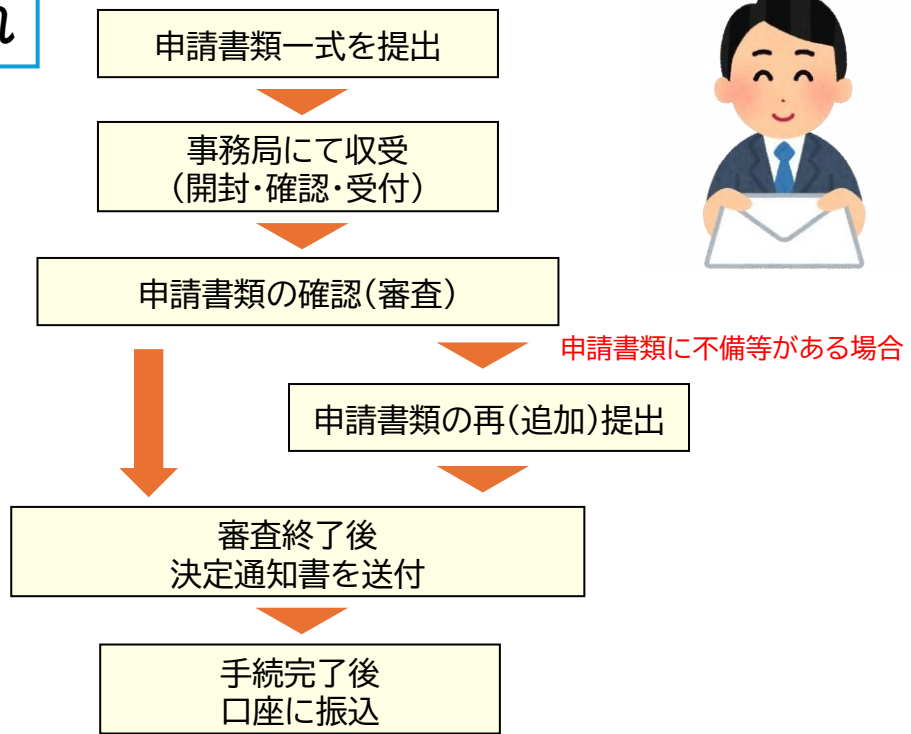 れ
申請書類一式を提出
事務局にて収受
（開封・確認・受付）
申請書類の確認（審査）
申請書類に不備等がある場合
申請書類の再（追加）提出
審査終了後
決定通知書を送付
手続完了後
口座に振込